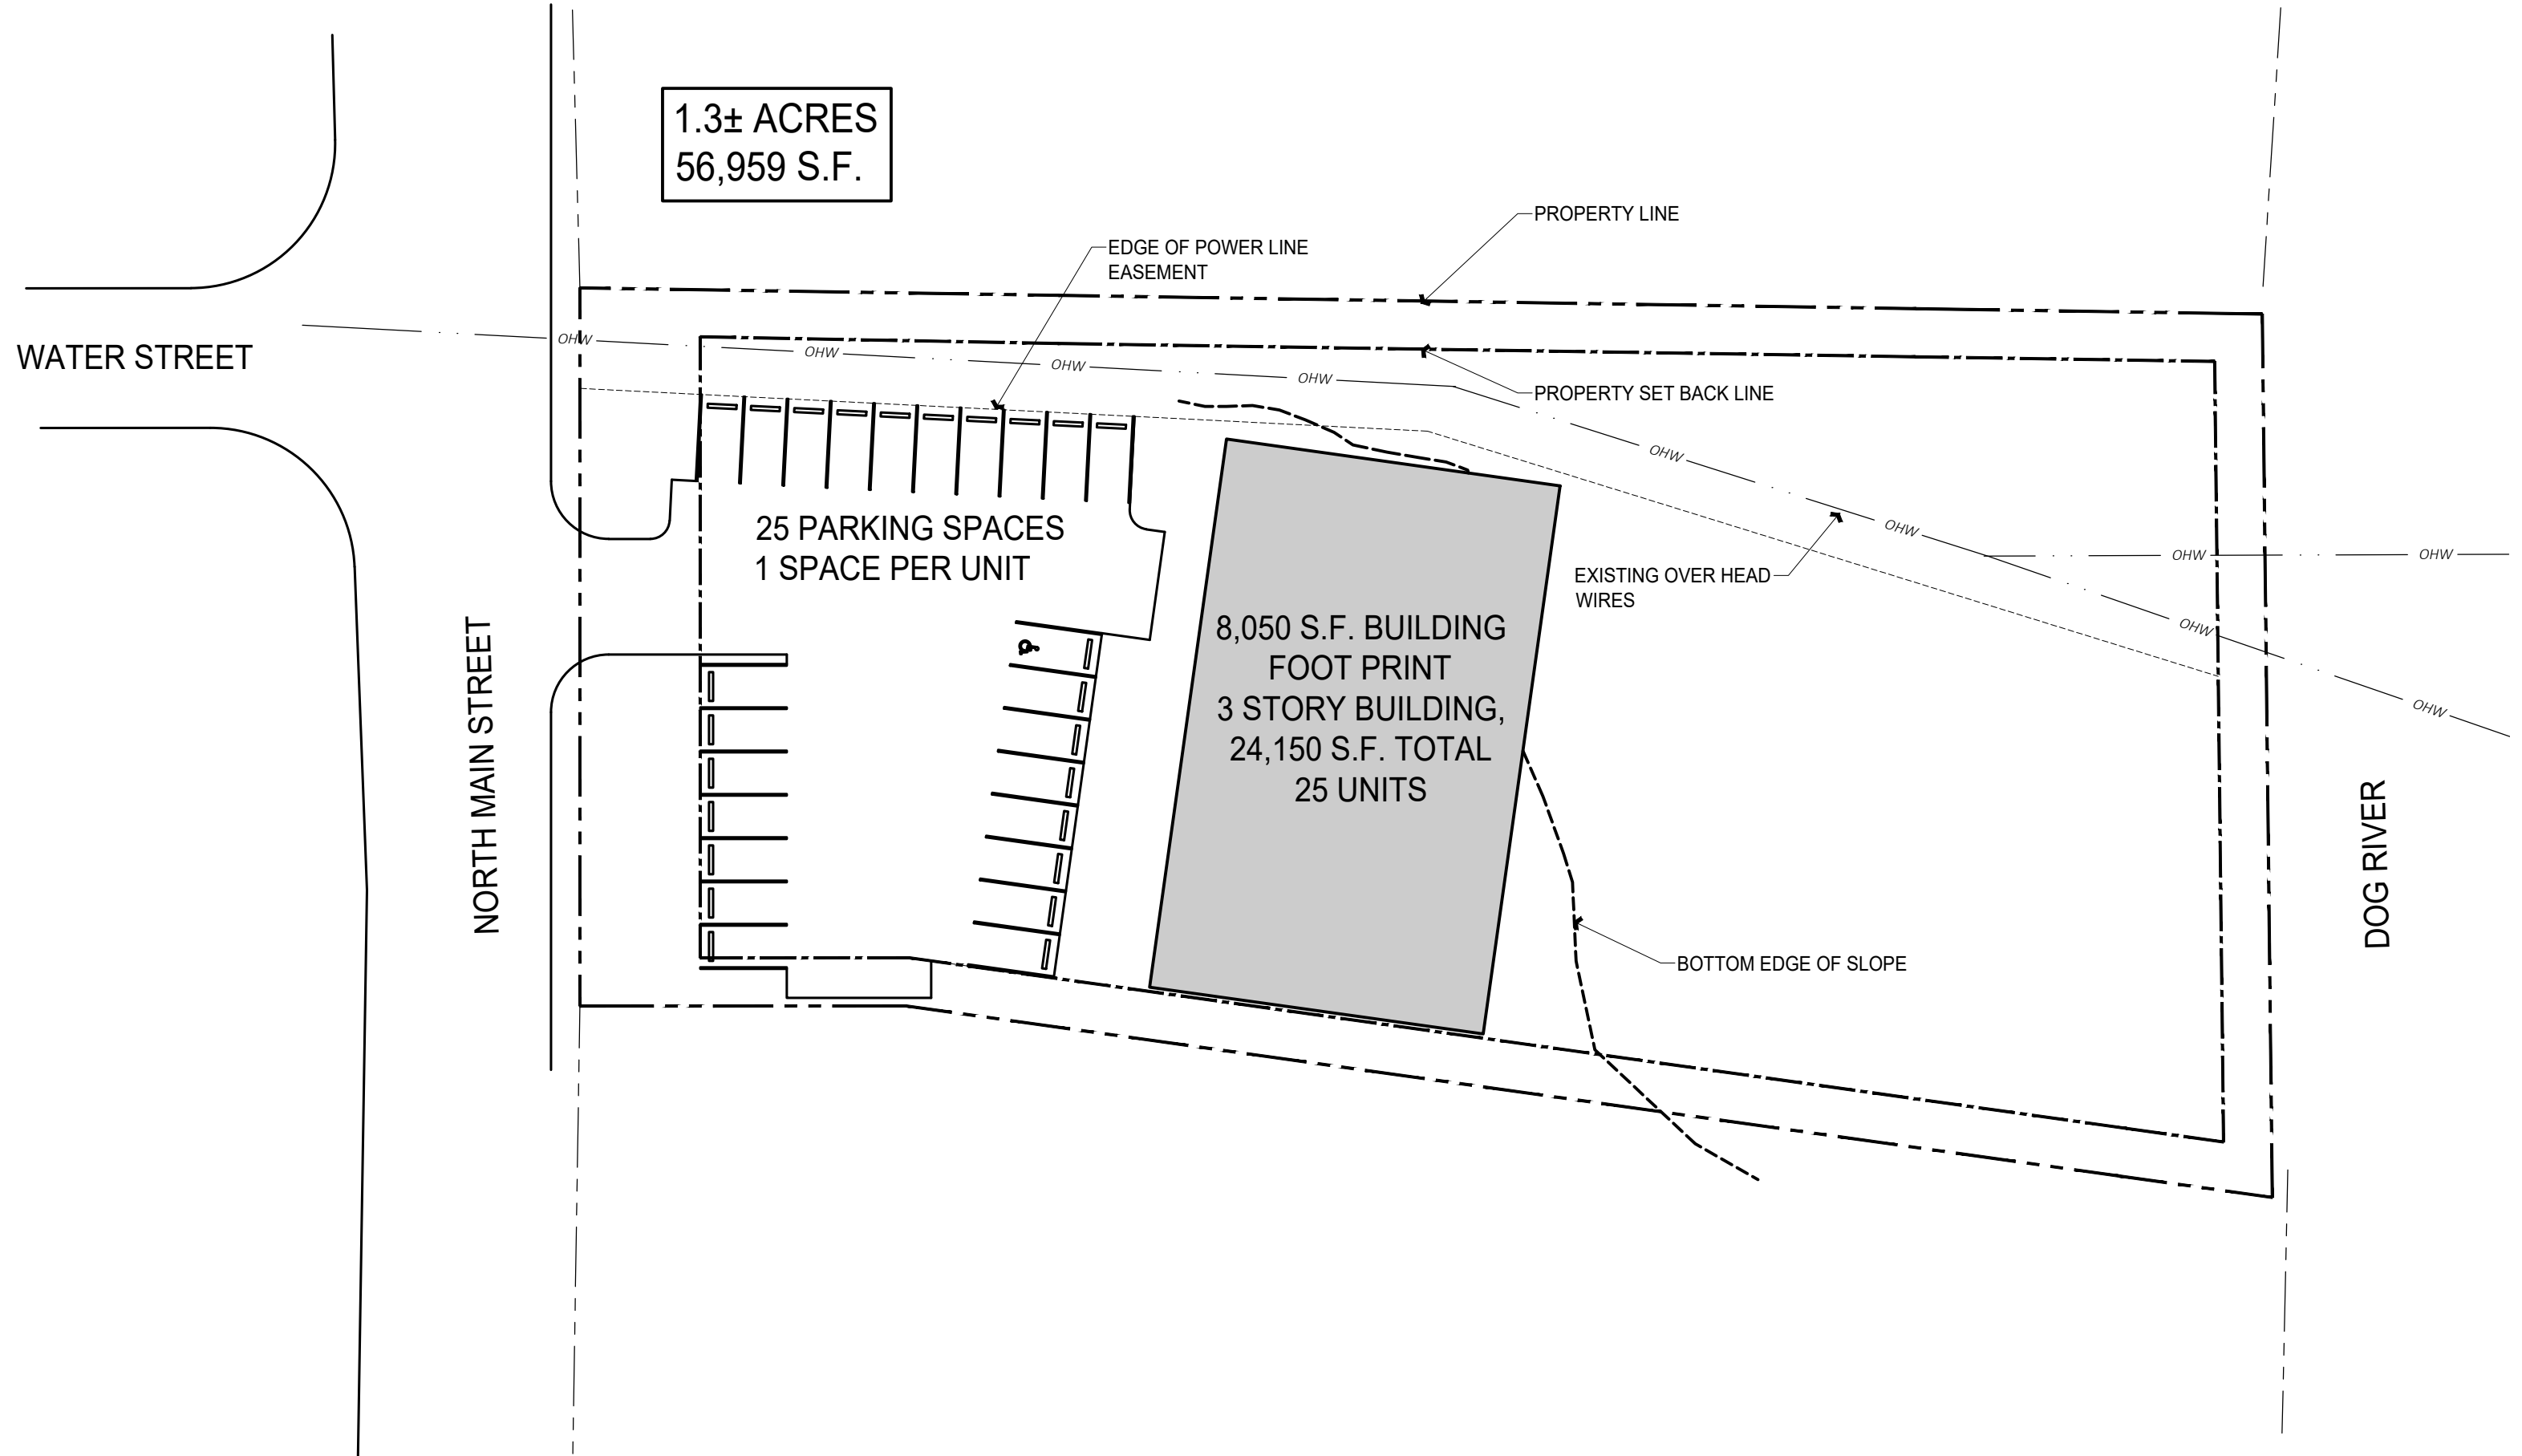 1.3± ACRES
56,959 S.F.
PROPERTY LINE
EDGE OF POWER LINE
EASEMENT
OHW
OHW
OHW
OHW
WATER STREET
PROPERTY SET BACK LINE
OHW
25 PARKING SPACES
1 SPACE PER UNIT
OHW
OHW
OHW
EXISTING OVER HEAD
WIRES
OHW
OHW
8,050 S.F. BUILDING
FOOT PRINT
3 STORY BUILDING,
24,150 S.F. TOTAL
25 UNITS
NORTH MAIN STREET
DOG RIVER
BOTTOM EDGE OF SLOPE